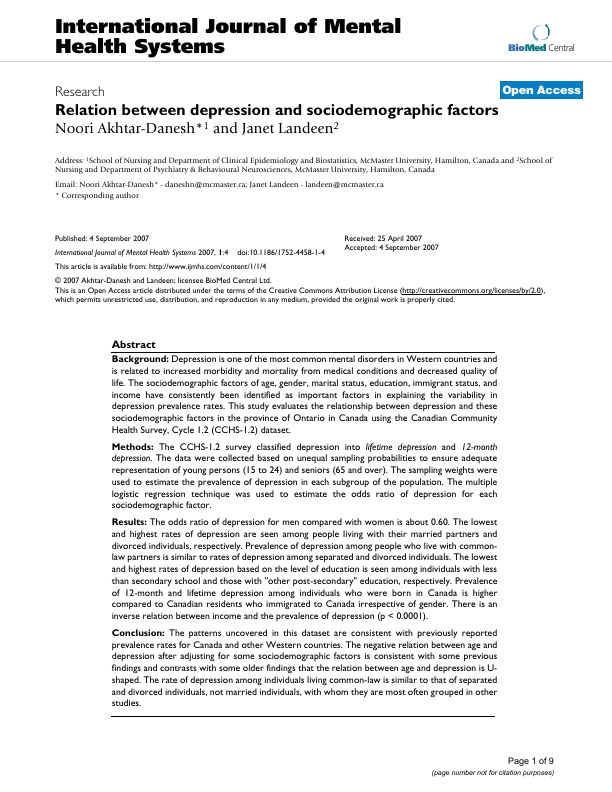 International Journal of Mental
Health Systems
BioMed Central
Research
Open Access
Relation between depression and sociodemographic factors
Noori Akhtar-Danesh*1 and Janet Landeen2
Address: 1School of Nursing and Department of Clinical Epidemiology and Biostatistics, McMaster University, Hamilton, Canada and 2School of
Nursing and Department of Psychiatry & Behavioural Neurosciences, McMaster University, Hamilton, Canada
Email: Noori Akhtar-Danesh* - daneshn@mcmaster.ca; Janet Landeen - landeen@mcmaster.ca
* Corresponding author
Published: 4 September 2007
International Journal of Mental Health Systems 2007, 1:4 doi:10.1186/1752-4458-1-4
This article is available from: http://www.ijmhs.com/content/1/1/4
Received: 25 April 2007
Accepted: 4 September 2007
© 2007 Akhtar-Danesh and Landeen; licensee BioMed Central Ltd.
This is an Open Access article distributed under the terms of the Creative Commons Attribution License (http://creativecommons.org/licenses/by/2.0),
which permits unrestricted use, distribution, and reproduction in any medium, provided the original work is properly cited.
Abstract
Background: Depression is one of the most common mental disorders in Western countries and
is related to increased morbidity and mortality from medical conditions and decreased quality of
life. The sociodemographic factors of age, gender, marital status, education, immigrant status, and
income have consistently been identified as important factors in explaining the variability in
depression prevalence rates. This study evaluates the relationship between depression and these
sociodemographic factors in the province of Ontario in Canada using the Canadian Community
Health Survey, Cycle 1.2 (CCHS-1.2) dataset.
Methods: The CCHS-1.2 survey classified depression into lifetime depression and 12-month
depression. The data were collected based on unequal sampling probabilities to ensure adequate
representation of young persons (15 to 24) and seniors (65 and over). The sampling weights were
used to estimate the prevalence of depression in each subgroup of the population. The multiple
logistic regression technique was used to estimate the odds ratio of depression for each
sociodemographic factor.
Results: The odds ratio of depression for men compared with women is about 0.60. The lowest
and highest rates of depression are seen among people living with their married partners and
divorced individuals, respectively. Prevalence of depression among people who live with common-
law partners is similar to rates of depression among separated and divorced individuals. The lowest
and highest rates of depression based on the level of education is seen among individuals with less
than secondary school and those with "other post-secondary" education, respectively. Prevalence
of 12-month and lifetime depression among individuals who were born in Canada is higher
compared to Canadian residents who immigrated to Canada irrespective of gender. There is an
inverse relation between income and the prevalence of depression (p < 0.0001).
Conclusion: The patterns uncovered in this dataset are consistent with previously reported
prevalence rates for Canada and other Western countries. The negative relation between age and
depression after adjusting for some sociodemographic factors is consistent with some previous
findings and contrasts with some older findings that the relation between age and depression is U-
shaped. The rate of depression among individuals living common-law is similar to that of separated
and divorced individuals, not married individuals, with whom they are most often grouped in other
studies.
Page 1 of 9
(page number not for citation purposes)